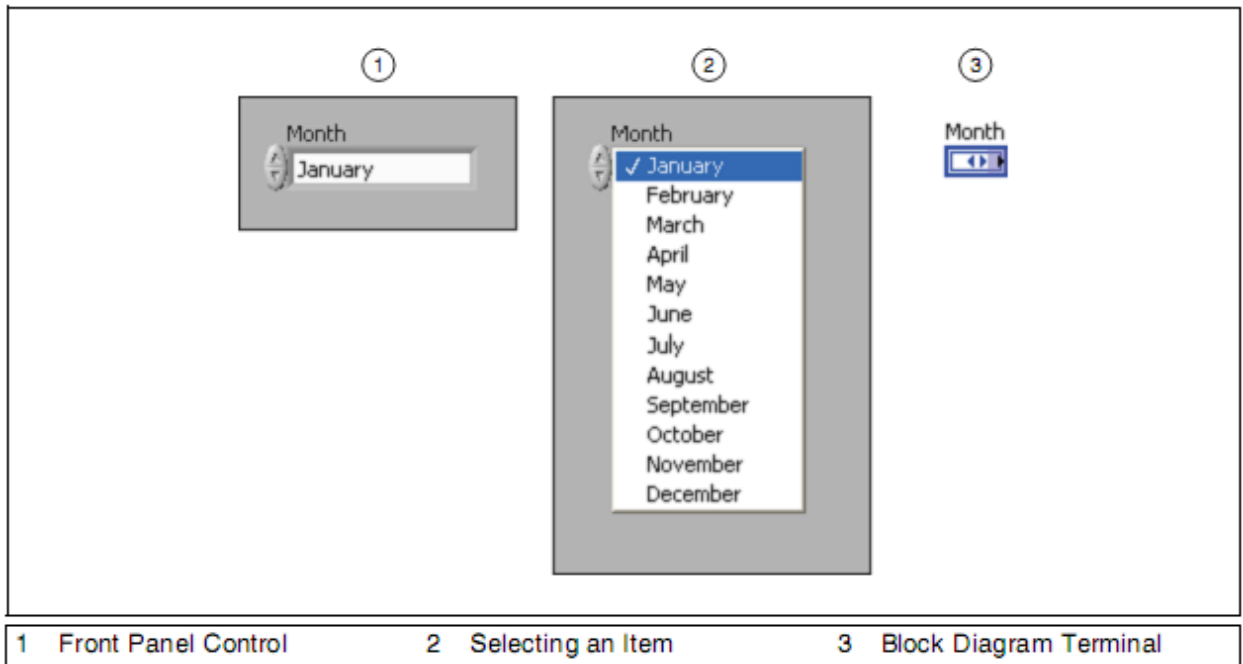 1 2 3
Month Month Month
January ✓ January
February
March
April
May
June
July
August
September
October
November
December
1 Front Panel Control 2 Selecting an Item 3 Block Diagram Terminal